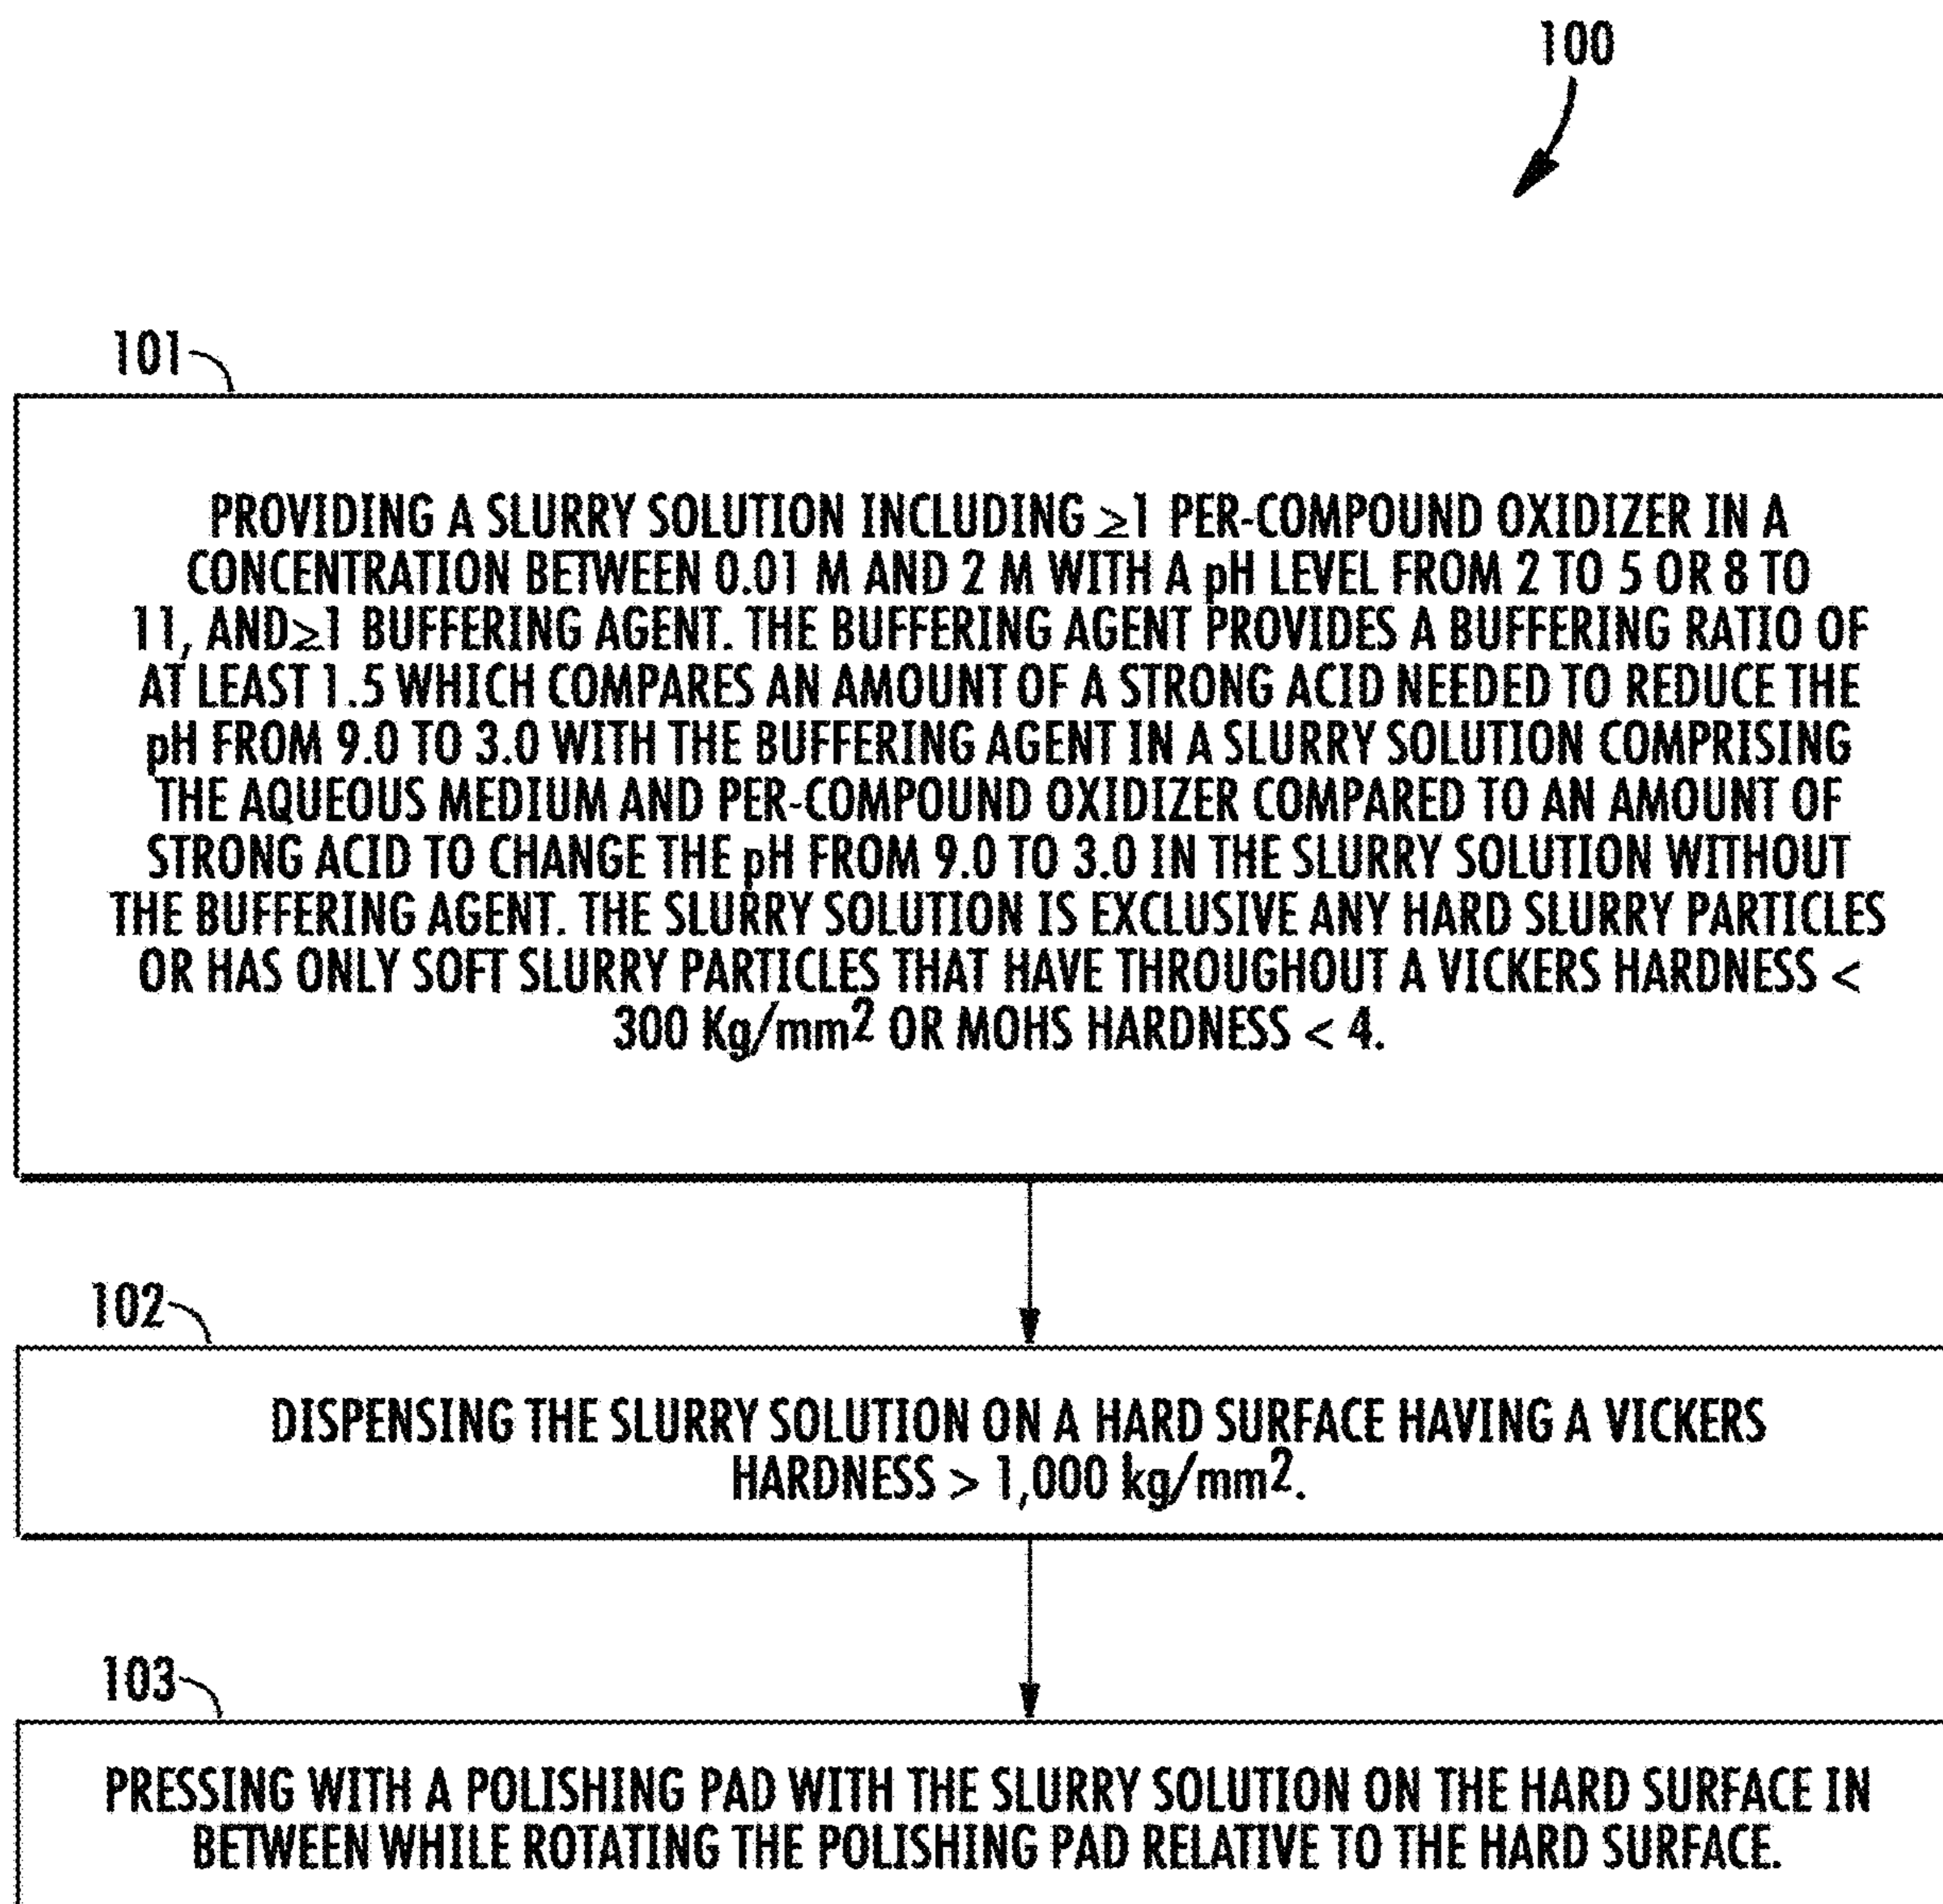 100
101
PROVIDING A SLURRY SOLUTION INCLUDING ≥1 PER-COMPOUND OXIDIZER IN A
CONCENTRATION BETWEEN 0.01 M AND 2 M WITH A pH LEVEL FROM 2 TO 5 OR 8 TO
11, AND≥1 BUFFERING AGENT. THE BUFFERING AGENT PROVIDES A BUFFERING RATIO OF
AT LEAST 1.5 WHICH COMPARES AN AMOUNT OF A STRONG ACID NEEDED TO REDUCE THE
pH FROM 9.0 TO 3.0 WITH THE BUFFERING AGENT IN A SLURRY SOLUTION COMPRISING
THE AQUEOUS MEDIUM AND PER-COMPOUND OXIDIZER COMPARED TO AN AMOUNT OF
STRONG ACID TO CHANGE THE pH FROM 9.0 TO 3.0 IN THE SLURRY SOLUTION WITHOUT
THE BUFFERING AGENT. THE SLURRY SOLUTION IS EXCLUSIVE ANY HARD SLURRY PARTICLES
OR HAS ONLY SOFT SLURRY PARTICLES THAT HAVE THROUGHOUT A VICKERS HARDNESS <
300 Kg/mm² OR MOHS HARDNESS < 4.
102
DISPENSING THE SLURRY SOLUTION ON A HARD SURFACE HAVING A VICKERS
HARDNESS > 1,000 kg/mm².
103
PRESSING WITH A POLISHING PAD WITH THE SLURRY SOLUTION ON THE HARD SURFACE IN
BETWEEN WHILE ROTATING THE POLISHING PAD RELATIVE TO THE HARD SURFACE.